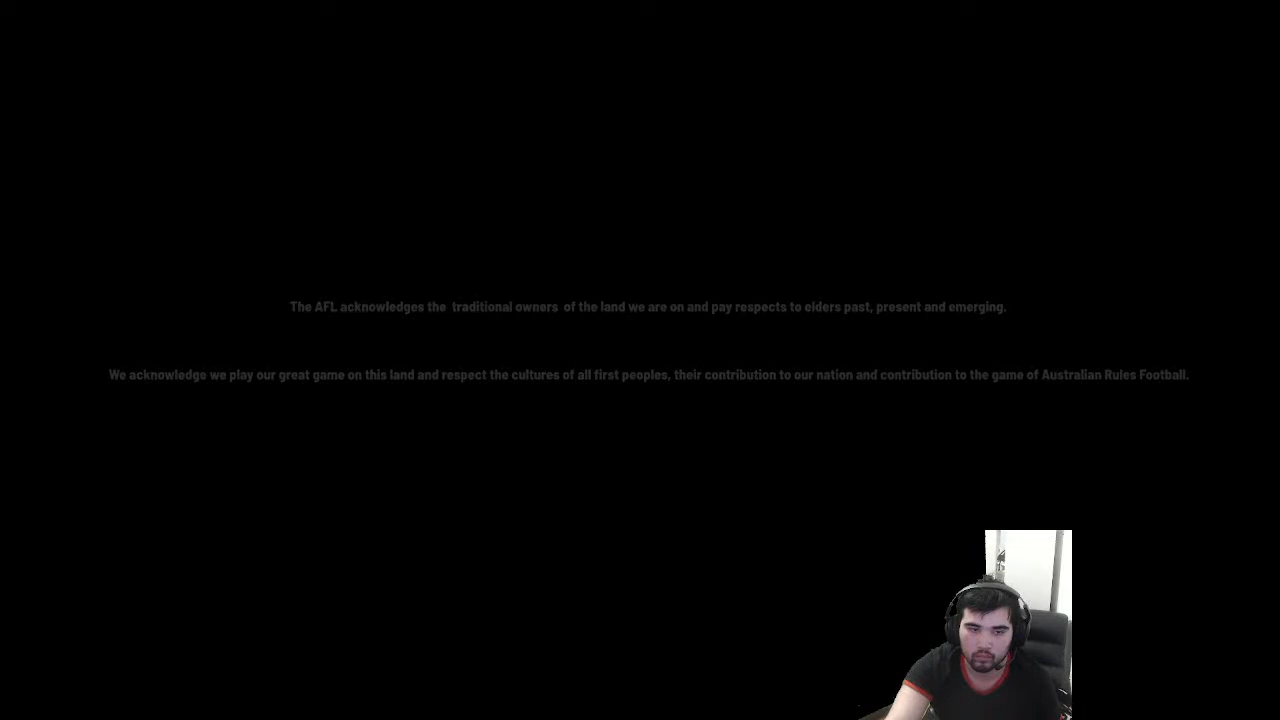 The AFL acknowledges the traditional owners of the land we are on and pay respects to elders past, present and emerging.
We acknowledge we play our great game on this land and respect the cultures of all first peoples, their contribution to our nation and contribution to the game of Australian Rules Football.